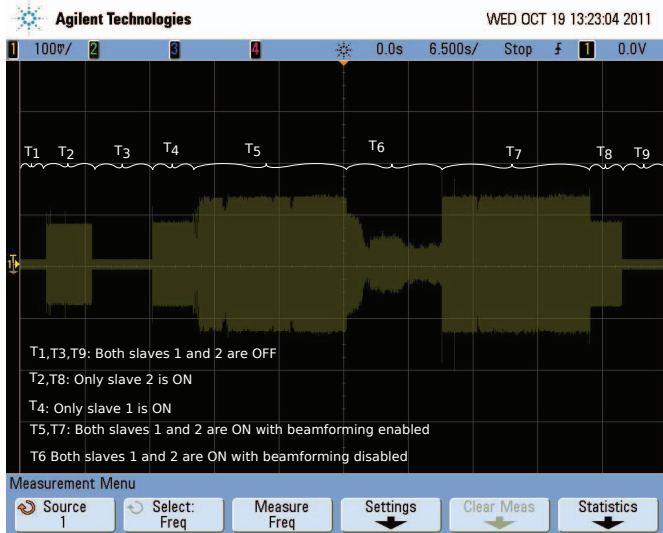 Agilent Technologies WED OCT 19 13:23:04 2011
1 100mV/ 2 3 4 0.0s 6.500s/ Stop 1 0.0V
T1 T2 T3 T4 T5 T6 T7 T8 T9
T1,T3,T9: Both slaves 1 and 2 are OFF
T2,T8: Only slave 2 is ON
T4: Only slave 1 is ON
T5,T7: Both slaves 1 and 2 are ON with beamforming enabled
T6 Both slaves 1 and 2 are ON with beamforming disabled
Measurement Menu
Source Select: Measure Settings Clear Meas Statistics
1 Freq Freq